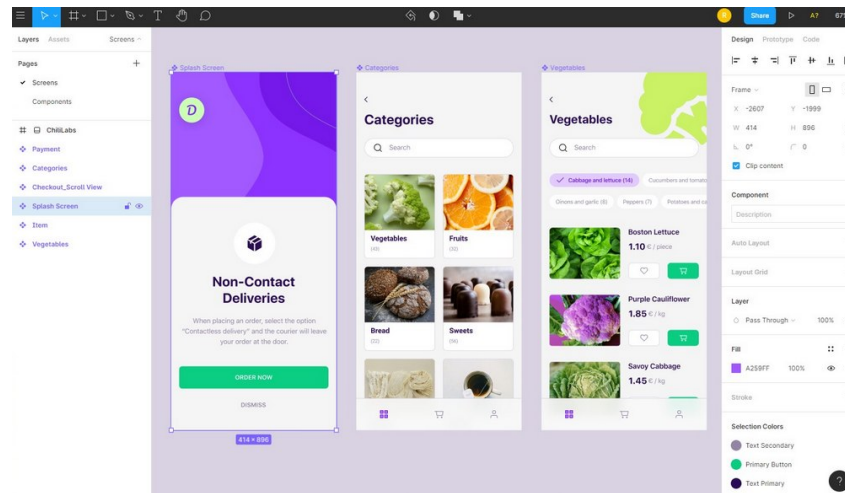 Share
A?
Layers
Assets
Screens
Pages
Screens
Components
ChiliLabs
Payment
Categories
Checkout_Scroll View
Splash Screen
Item
Vegetables
Splash Screen
D
Non-Contact
Deliveries
When placing an order, select the option
"Contactless delivery" and the courier will leave
your order at the door.
ORDER NOW
DISMISS
414 × 896
Categories
Categories
Search
Vegetables
Fruits
Bread
Sweets
Vegetables
Vegetables
Search
Cabbage and lettuce (14)
Cucumbers and tomato
Onions and garlic (8)
Peppers (7)
Potatoes and ca
Boston Lettuce
1.10 € / piece
Purple Cauliflower
1.85 € / kg
Savoy Cabbage
1.45 € / kg
Design
Prototype
Code
Frame
X -2607
Y -1999
W 414
H 896
0°
0
Clip content
Component
Description
Auto Layout
Layout Grid
Layer
Pass Through
100%
Fill
A259FF
100%
Stroke
Selection Colors
Text Secondary
Primary Button
Text Primary
?